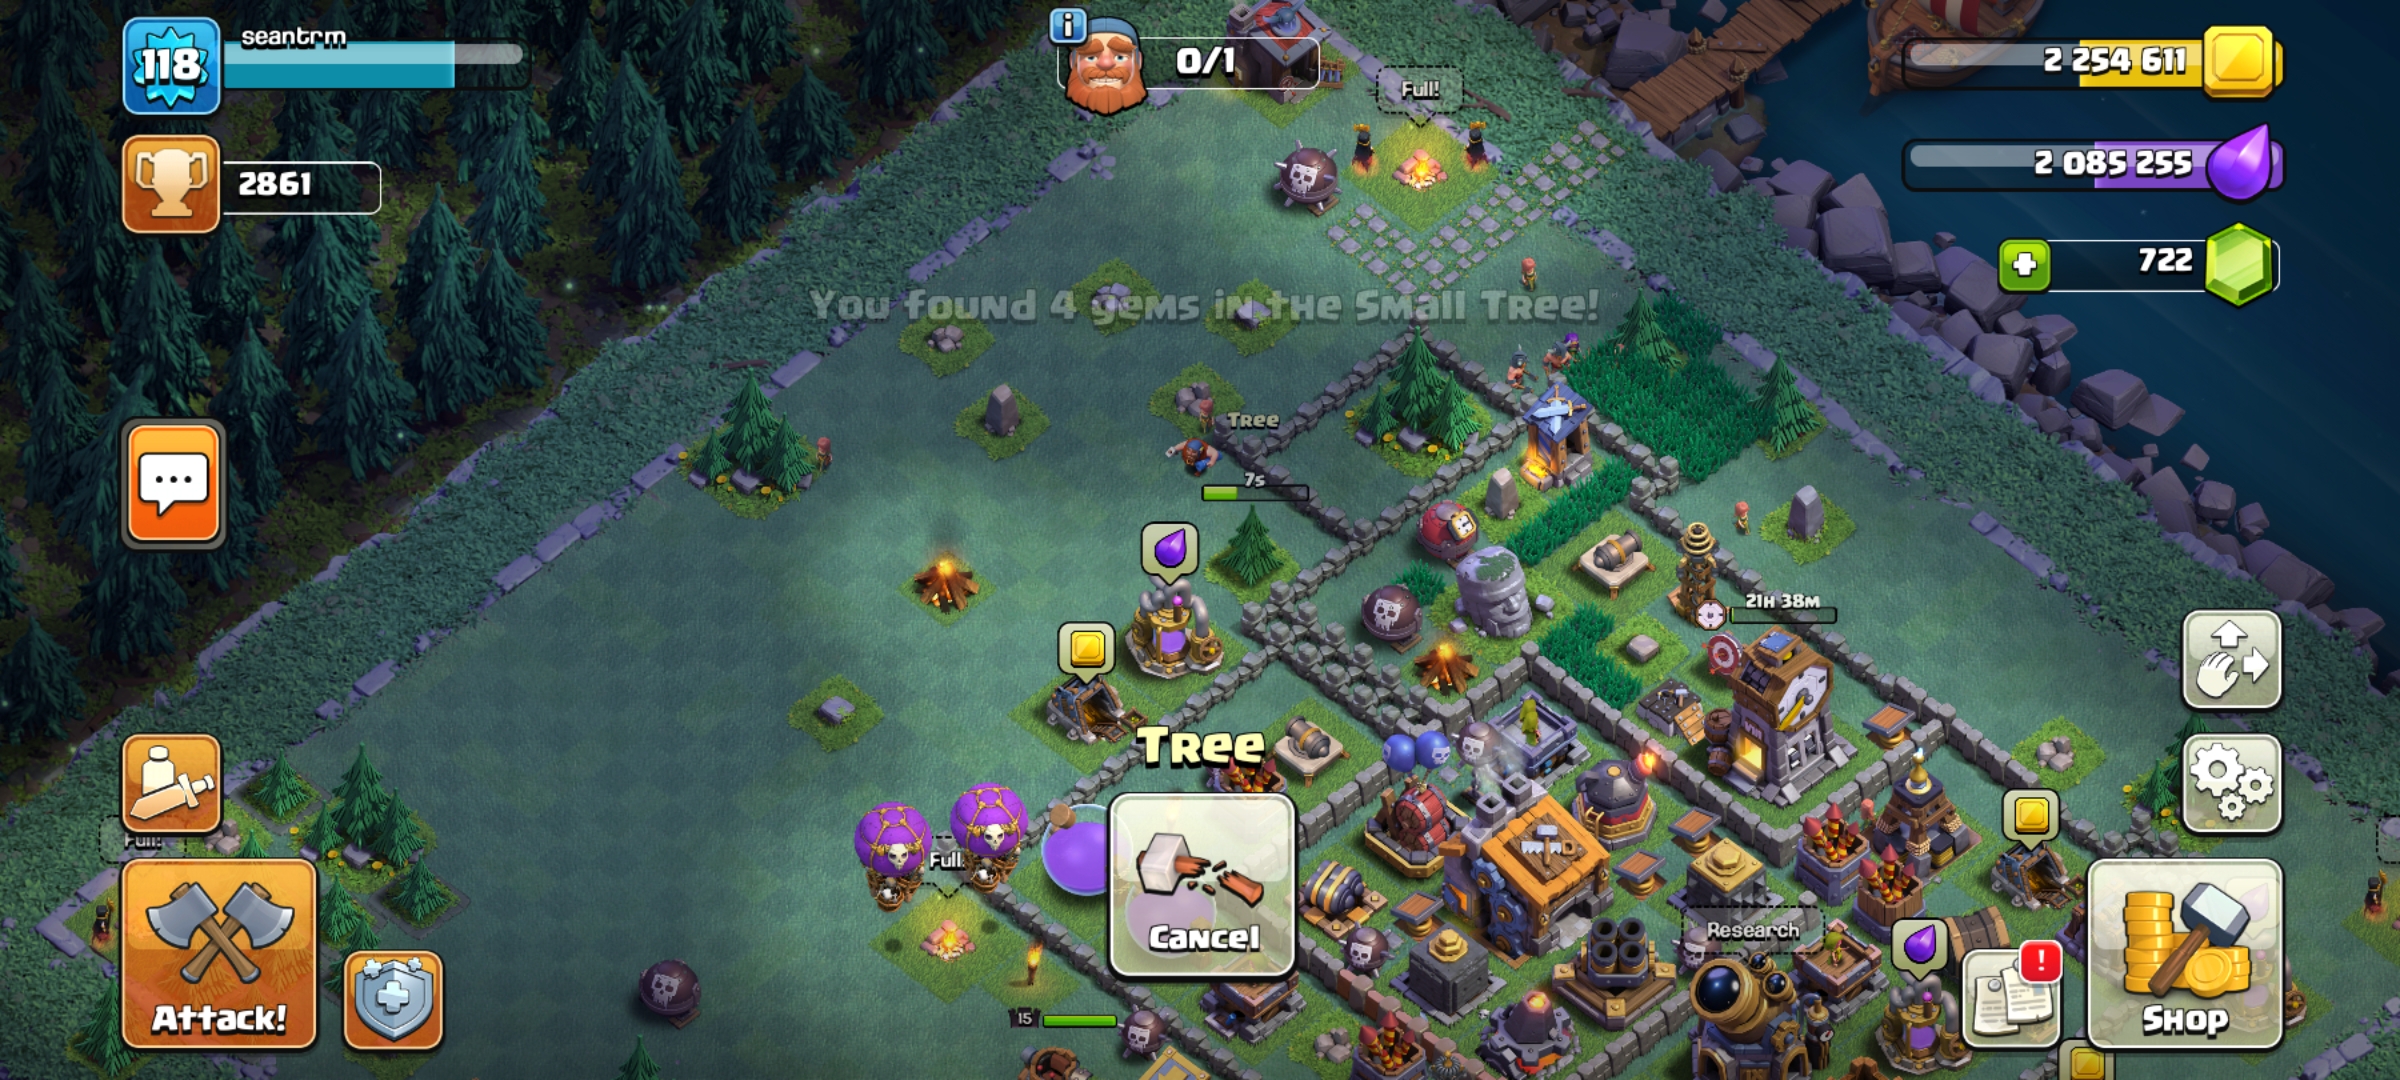 118
seantrm
0/1
Full!
2 254 611
2861
2 085 255
722
You found 4 gems in the Small Tree!
Tree
7s
21h 38m
Tree
Full!
Full
Cancel
Research
Attack!
15
!
Shop